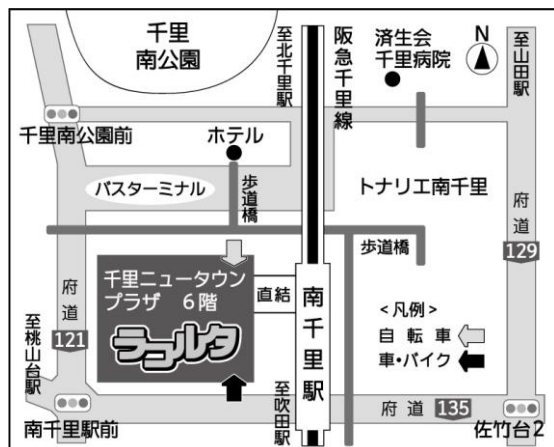 千里
南公園
至北千里駅
阪急千里線
済生会
千里病院
N
至山田駅
千里南公園前
ホテル
バスターミナル
歩道橋
トナリエ南千里
府道
129
歩道橋
千里ニュータウン
プラザ 6階
ラコルタ
直結
南千里駅
<凡例>
自転車
車・バイク
府道
121
至桃山台駅
南千里駅前
至吹田駅
府道 135
佐竹台2